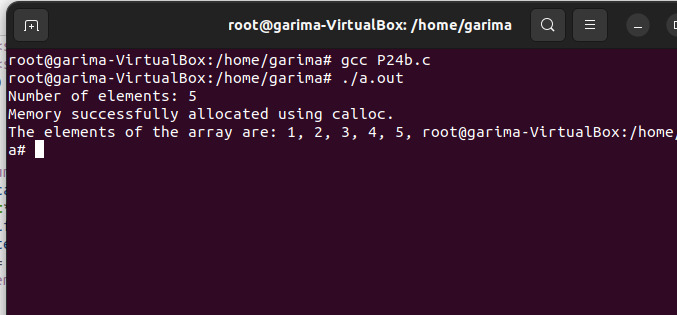 root@garima-VirtualBox: /home/garima
root@garima-VirtualBox:/home/garima# gcc P24b.c
root@garima-VirtualBox:/home/garima# ./a.out
Number of elements: 5
Memory successfully allocated using calloc.
The elements of the array are: 1, 2, 3, 4, 5, root@garima-VirtualBox:/home/
a#